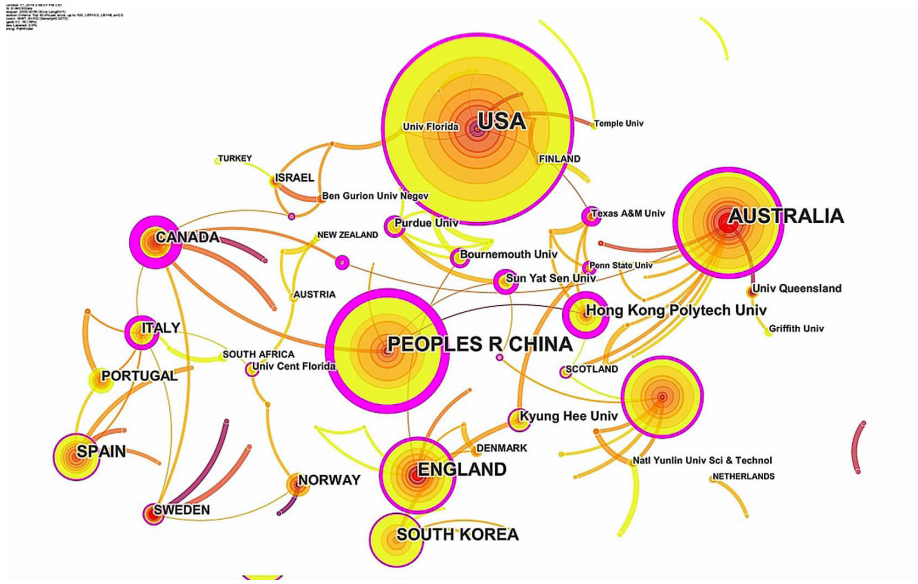 USA
Univ Florida
Temple Univ
TURKEY
FINLAND
ISRAEL
Ben Gurion Univ Negev
Texas A&M Univ
AUSTRALIA
Purdue Univ
CANADA
NEW ZEALAND
Bournemouth Univ
Penn State Univ
Sun Yat Sen Univ
Univ Queensland
AUSTRIA
Hong Kong Polytech Univ
Griffith Univ
ITALY
PEOPLES R CHINA
SOUTH AFRICA
Univ Cent Florida
SCOTLAND
PORTUGAL
Kyung Hee Univ
SPAIN
DENMARK
Natl Yunlin Univ Sci & Technol
ENGLAND
NETHERLANDS
NORWAY
SWEDEN
SOUTH KOREA